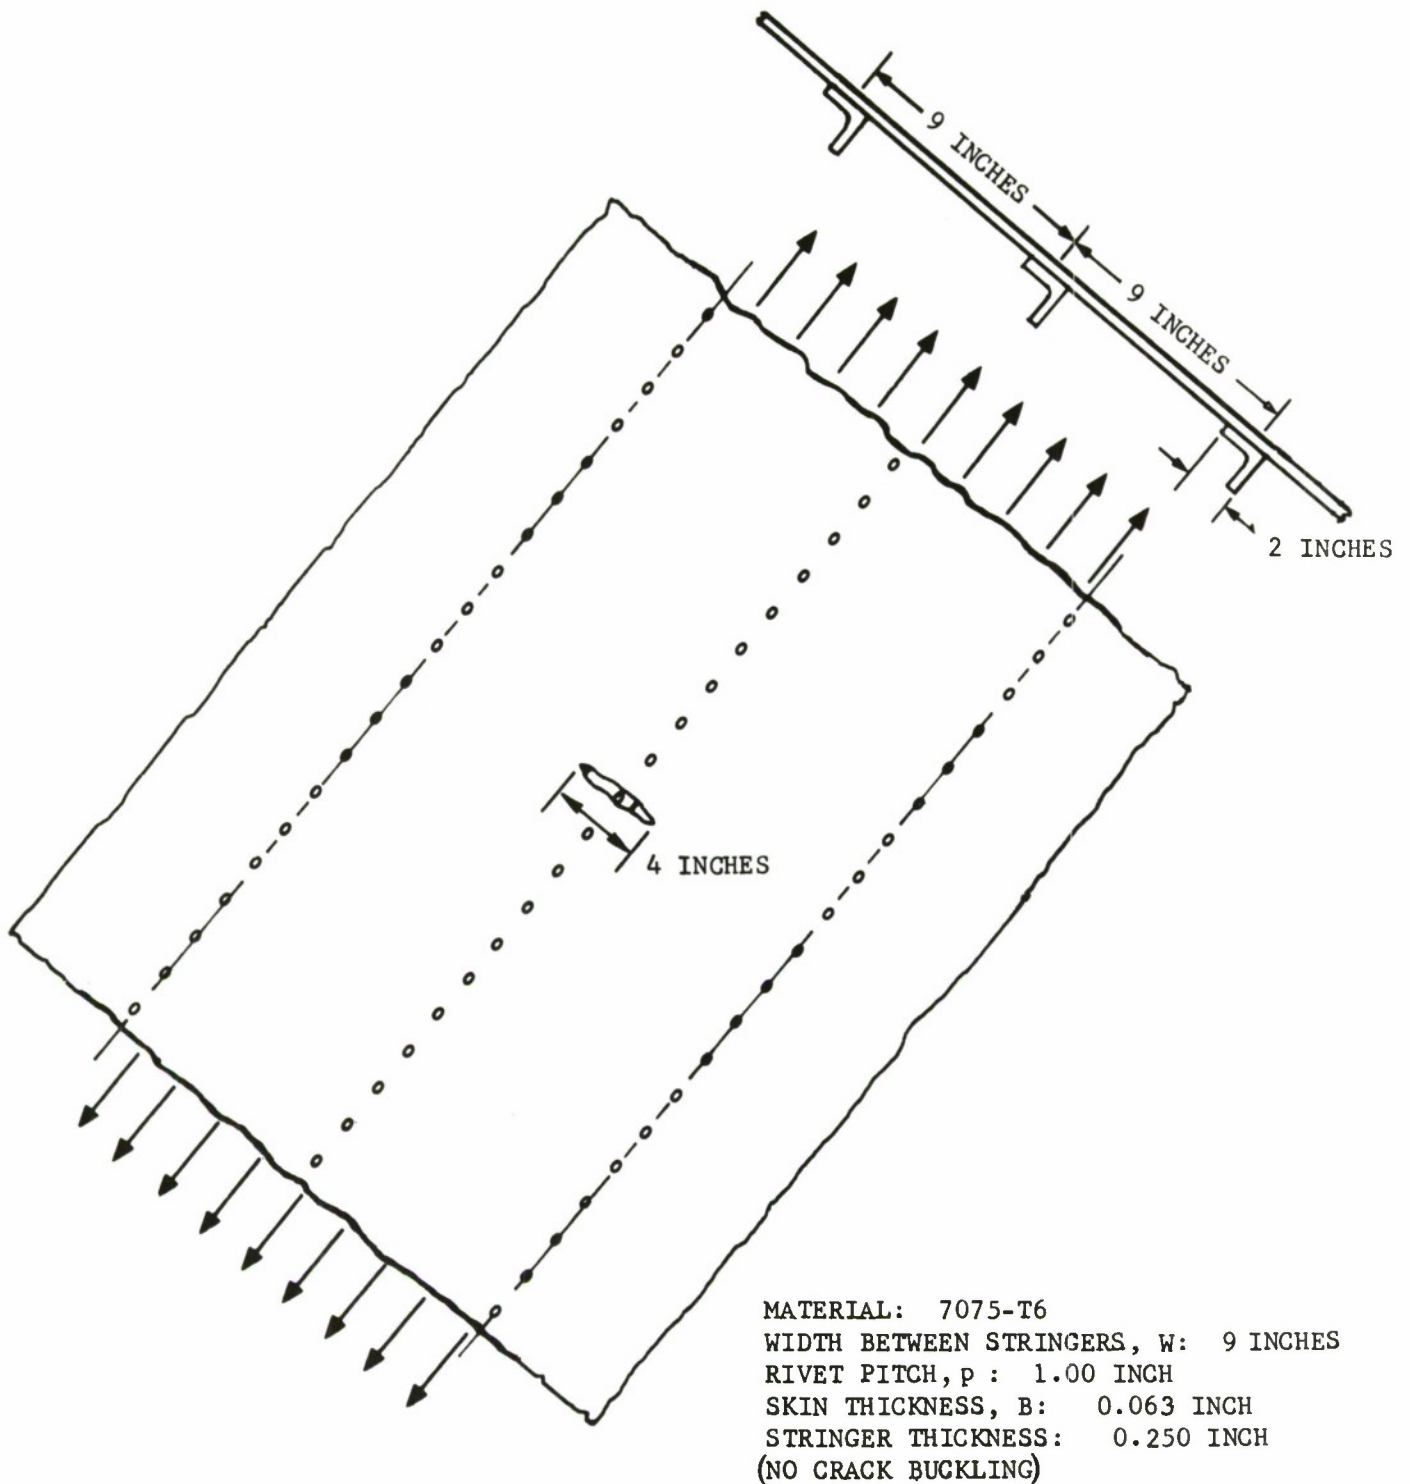 9 INCHES
9 INCHES
2 INCHES
4 INCHES
MATERIAL: 7075-T6
WIDTH BETWEEN STRINGERS, W: 9 INCHES
RIVET PITCH, p : 1.00 INCH
SKIN THICKNESS, B: 0.063 INCH
STRINGER THICKNESS: 0.250 INCH
(NO CRACK BUCKLING)